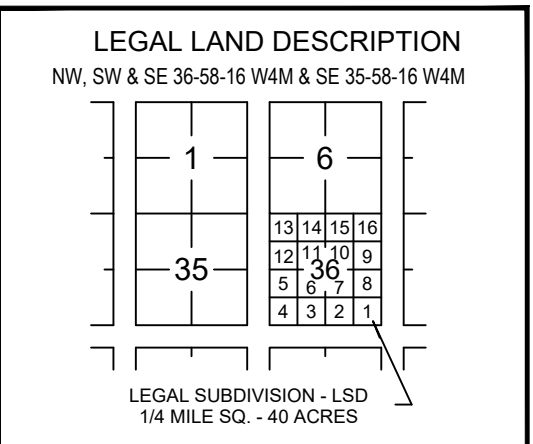 LEGAL LAND DESCRIPTION
NW, SW & SE 36-58-16 W4M & SE 35-58-16 W4M
1 6
13 14 15 16
12 11 10 9
35 36
5 6 7 8
4 3 2 1
LEGAL SUBDIVISION - LSD
1/4 MILE SQ. - 40 ACRES